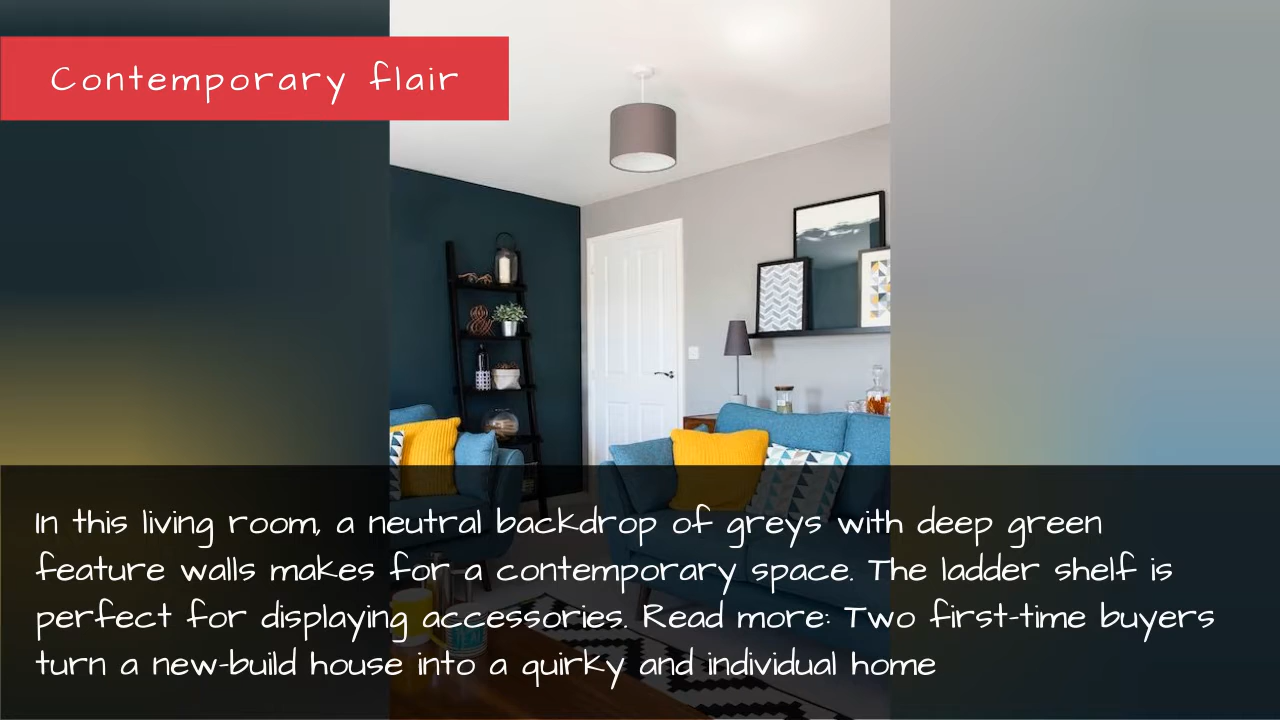 Contemporary flair
In this living room, a neutral backdrop of greys with deep green
feature walls makes for a contemporary space. The ladder shelf is
perfect for displaying accessories. Read more: Two first-time buyers
turn a new-build house into a quirky and individual home